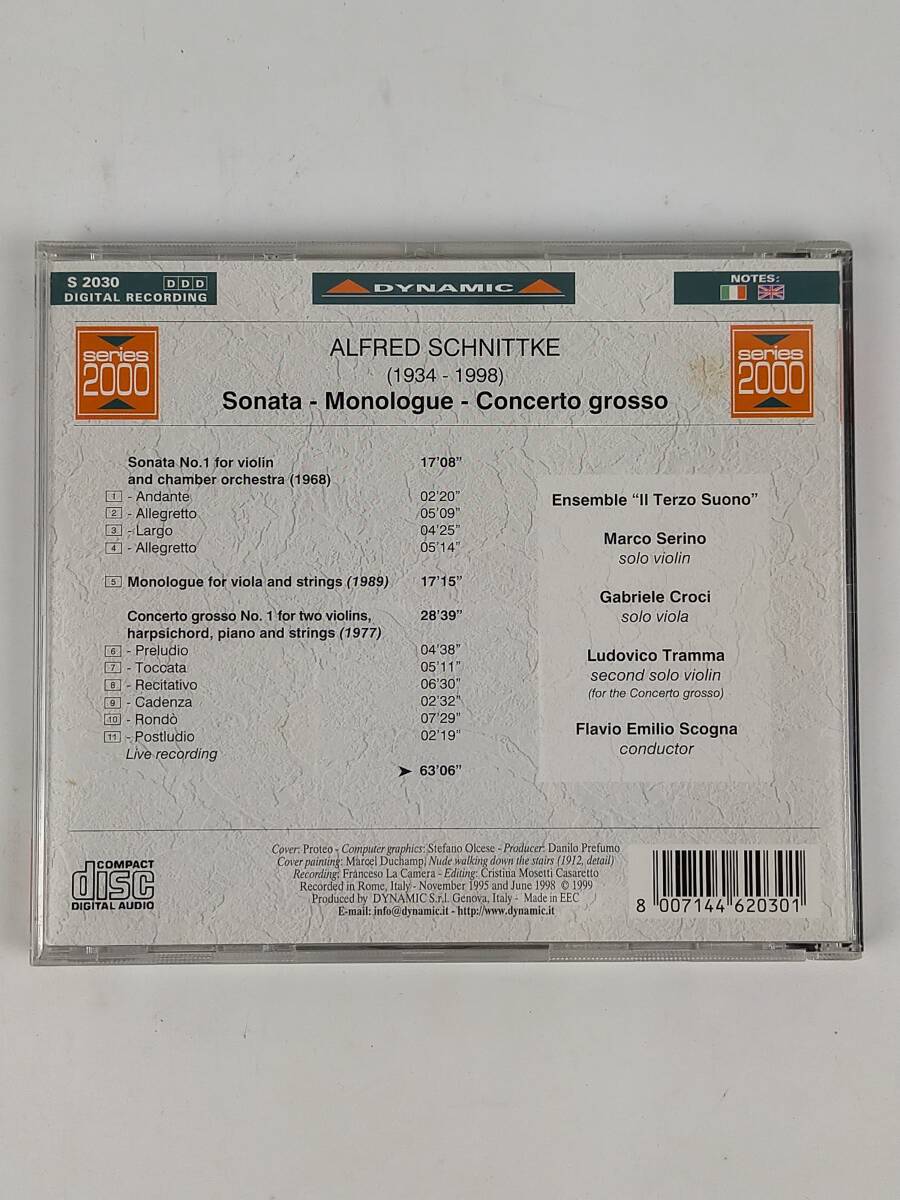 S 2030 DDD
DIGITAL RECORDING
DYNAMIC
NOTES:
series
2000
series
2000
ALFRED SCHNITTKE
(1934 - 1998)
Sonata - Monologue - Concerto grosso
Sonata No.1 for violin 17'08"
and chamber orchestra (1968)
1 - Andante 02'20"
2 - Allegretto 05'09"
3 - Largo 04'25"
4 - Allegretto 05'14"
5 Monologue for viola and strings (1989) 17'15"
Concerto grosso No. 1 for two violins, 28'39"
harpsichord, piano and strings (1977)
6 - Preludio 04'38"
7 - Toccata 05'11"
8 - Recitativo 06'30"
9 - Cadenza 02'32"
10 - Rondò 07'29"
11 - Postludio 02'19"
Live recording
➤ 63'06"
Ensemble "Il Terzo Suono"
Marco Serino
solo violin
Gabriele Croci
solo viola
Ludovico Tramma
second solo violin
(for the Concerto grosso)
Flavio Emilio Scogna
conductor
COMPACT
disc
DIGITAL AUDIO
Cover: Proteo - Computer graphics: Stefano Olcese - Producer: Danilo Prefumo
Cover painting: Marcel Duchamp, Nude walking down the stairs (1912, detail)
Recording: Franceso La Camera - Editing: Cristina Mosetti Casaretto
Recorded in Rome, Italy - November 1995 and June 1998 © 1999
Produced by DYNAMIC S.r.l. Genova, Italy - Made in EEC
E-mail: info@dynamic.it - http://www.dynamic.it
8 007144 620301